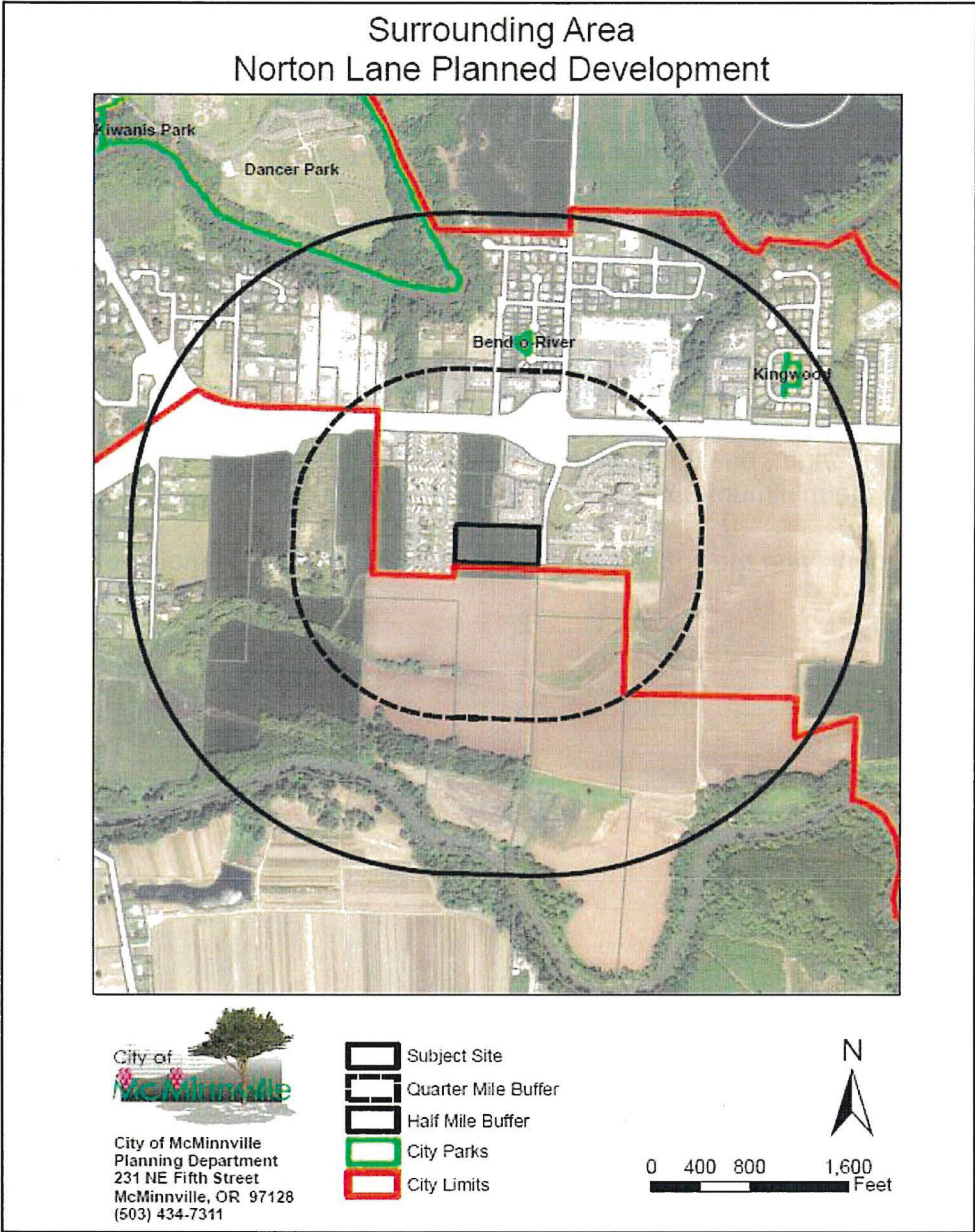 Surrounding Area
Norton Lane Planned Development
Kiwanis Park
Dancer Park
Bend o River
Kingwood
City of
McMinnville
City of McMinnville
Planning Department
231 NE Fifth Street
McMinnville, OR 97128
(503) 434-7311
Subject Site
Quarter Mile Buffer
Half Mile Buffer
City Parks
City Limits
N
0 400 800 1,600
Feet